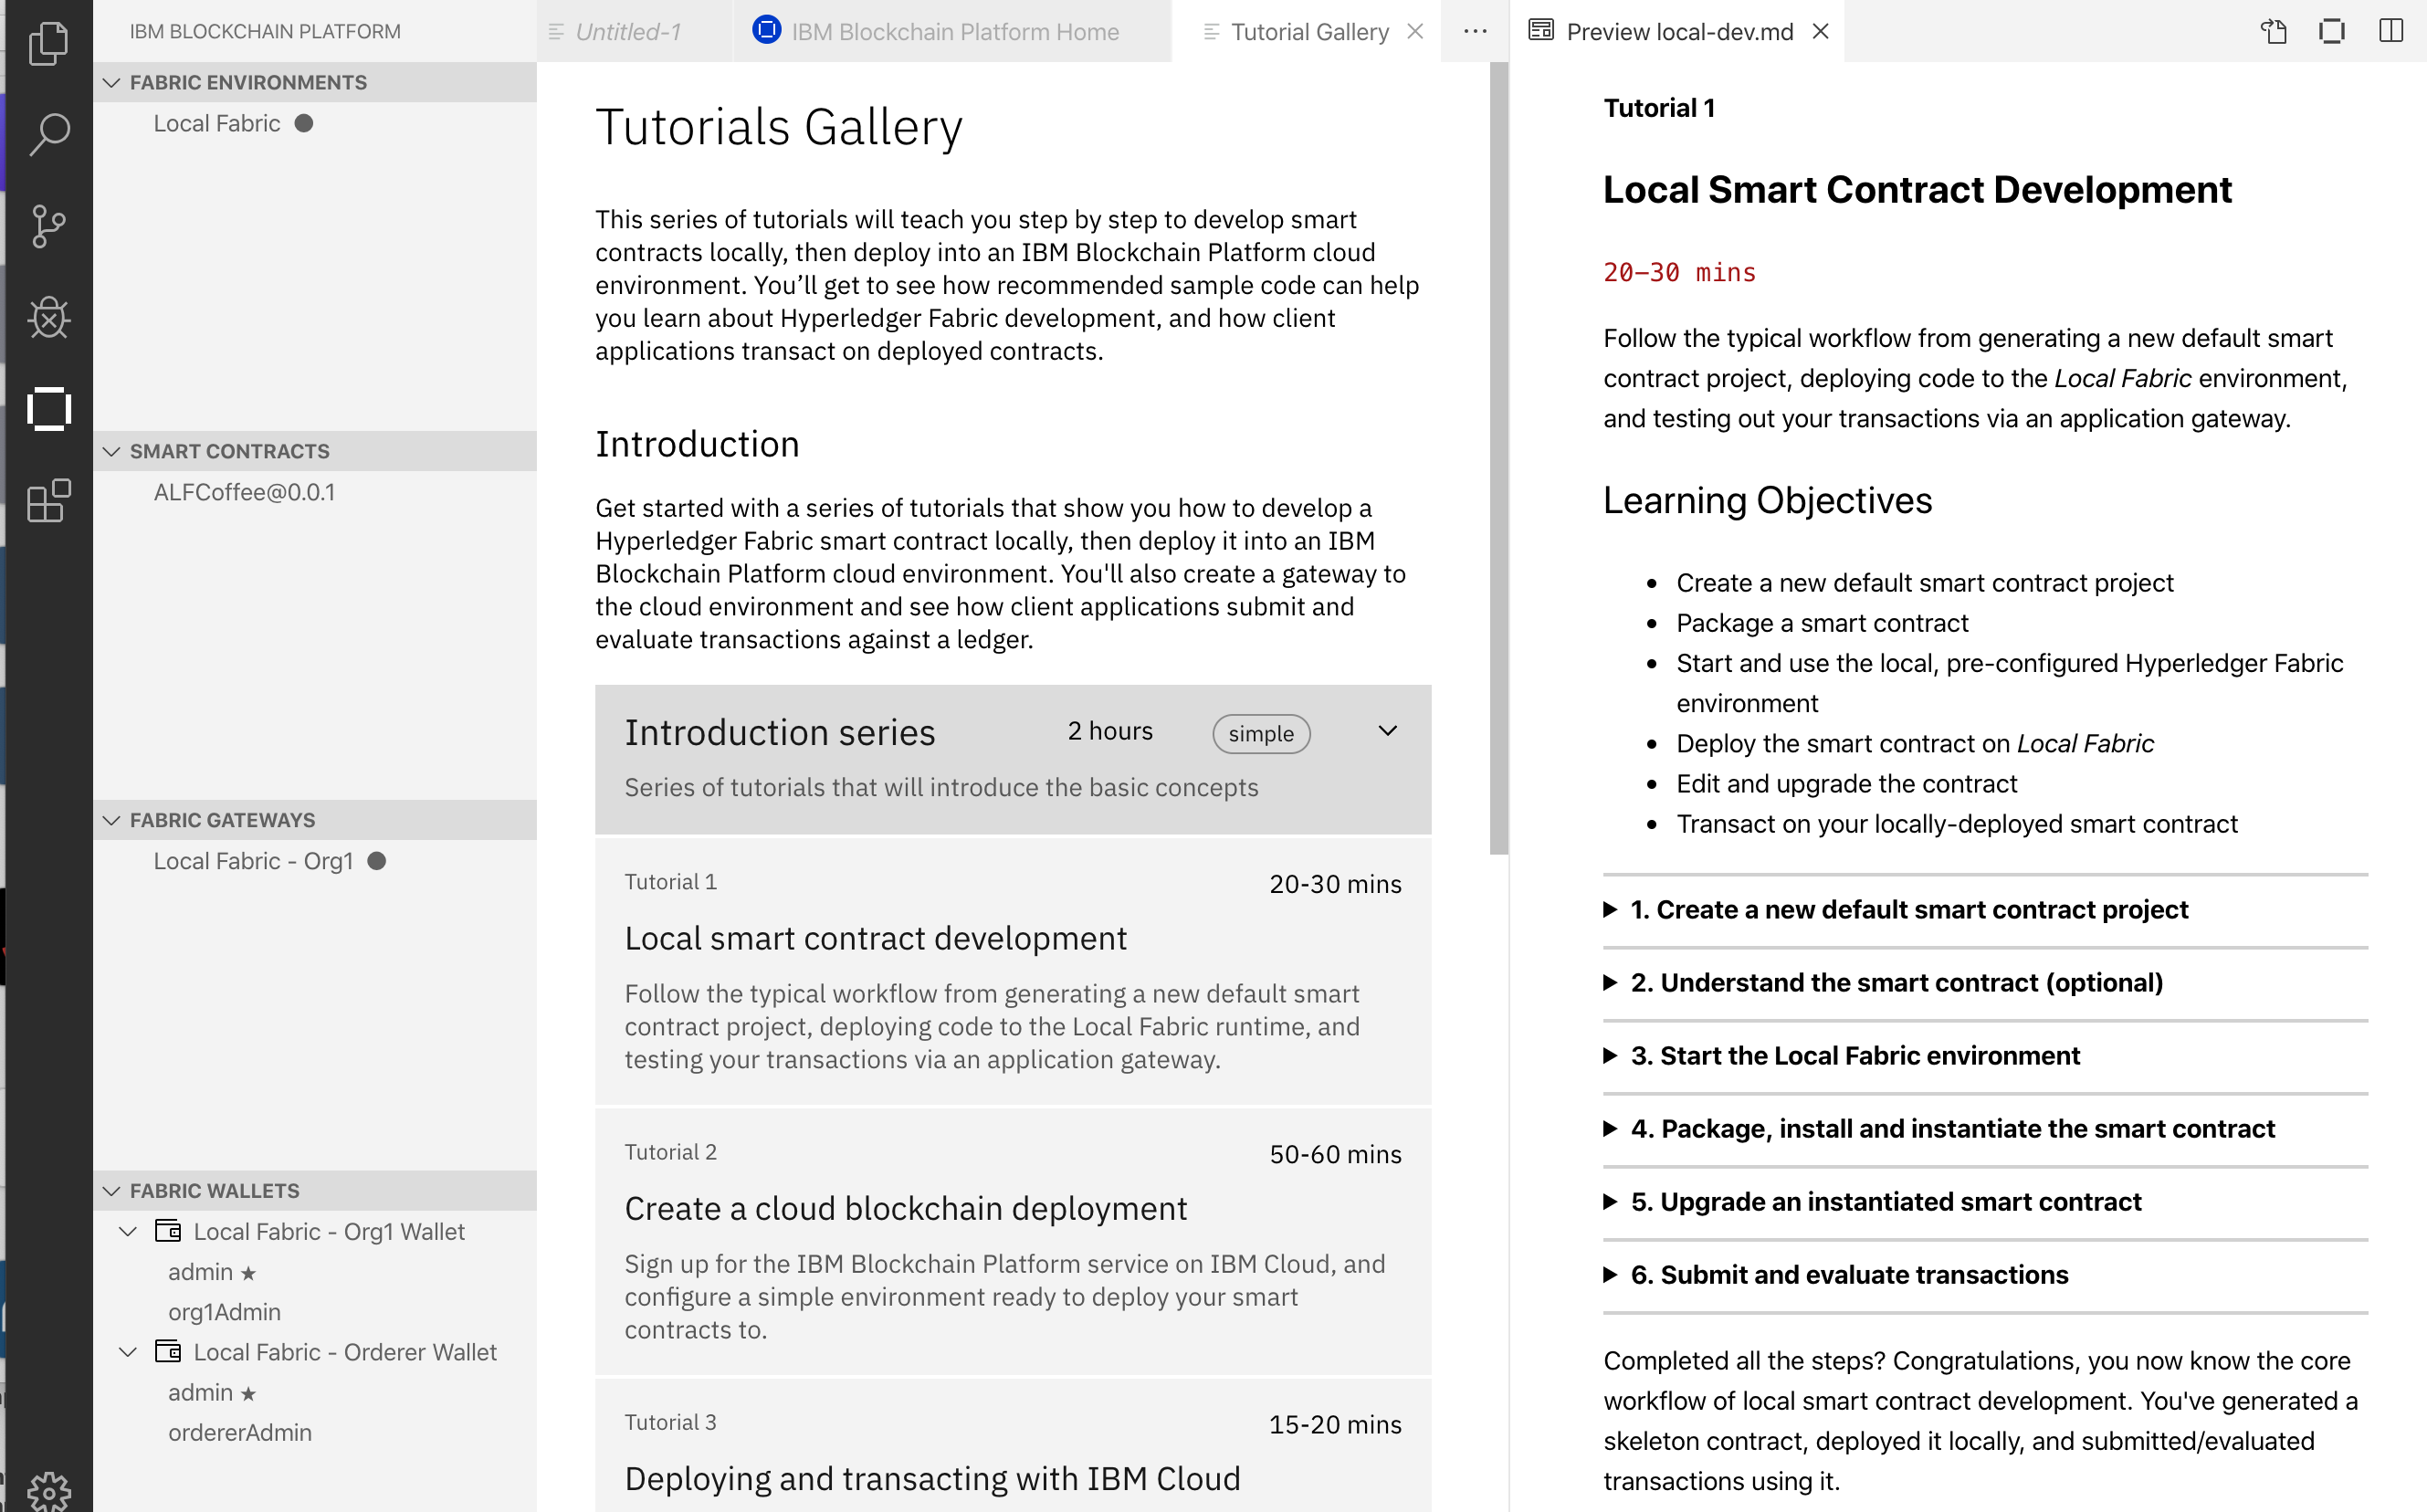 IBM BLOCKCHAIN PLATFORM
FABRIC ENVIRONMENTS
Local Fabric
SMART CONTRACTS
ALFCoffee@0.0.1
FABRIC GATEWAYS
Local Fabric - Org1
FABRIC WALLETS
Local Fabric - Org1 Wallet
admin ★
org1Admin
Local Fabric - Orderer Wallet
admin ★
ordererAdmin
Untitled-1
IBM Blockchain Platform Home
Tutorial Gallery
Tutorials Gallery
This series of tutorials will teach you step by step to develop smart
contracts locally, then deploy into an IBM Blockchain Platform cloud
environment. You’ll get to see how recommended sample code can help
you learn about Hyperledger Fabric development, and how client
applications transact on deployed contracts.
Introduction
Get started with a series of tutorials that show you how to develop a
Hyperledger Fabric smart contract locally, then deploy it into an IBM
Blockchain Platform cloud environment. You'll also create a gateway to
the cloud environment and see how client applications submit and
evaluate transactions against a ledger.
Introduction series 2 hours simple
Series of tutorials that will introduce the basic concepts
Tutorial 1 20-30 mins
Local smart contract development
Follow the typical workflow from generating a new default smart
contract project, deploying code to the Local Fabric runtime, and
testing your transactions via an application gateway.
Tutorial 2 50-60 mins
Create a cloud blockchain deployment
Sign up for the IBM Blockchain Platform service on IBM Cloud, and
configure a simple environment ready to deploy your smart
contracts to.
Tutorial 3 15-20 mins
Deploying and transacting with IBM Cloud
Preview local-dev.md
Tutorial 1
Local Smart Contract Development
20-30 mins
Follow the typical workflow from generating a new default smart
contract project, deploying code to the Local Fabric environment,
and testing out your transactions via an application gateway.
Learning Objectives
• Create a new default smart contract project
• Package a smart contract
• Start and use the local, pre-configured Hyperledger Fabric
environment
• Deploy the smart contract on Local Fabric
• Edit and upgrade the contract
• Transact on your locally-deployed smart contract
1. Create a new default smart contract project
2. Understand the smart contract (optional)
3. Start the Local Fabric environment
4. Package, install and instantiate the smart contract
5. Upgrade an instantiated smart contract
6. Submit and evaluate transactions
Completed all the steps? Congratulations, you now know the core
workflow of local smart contract development. You've generated a
skeleton contract, deployed it locally, and submitted/evaluated
transactions using it.